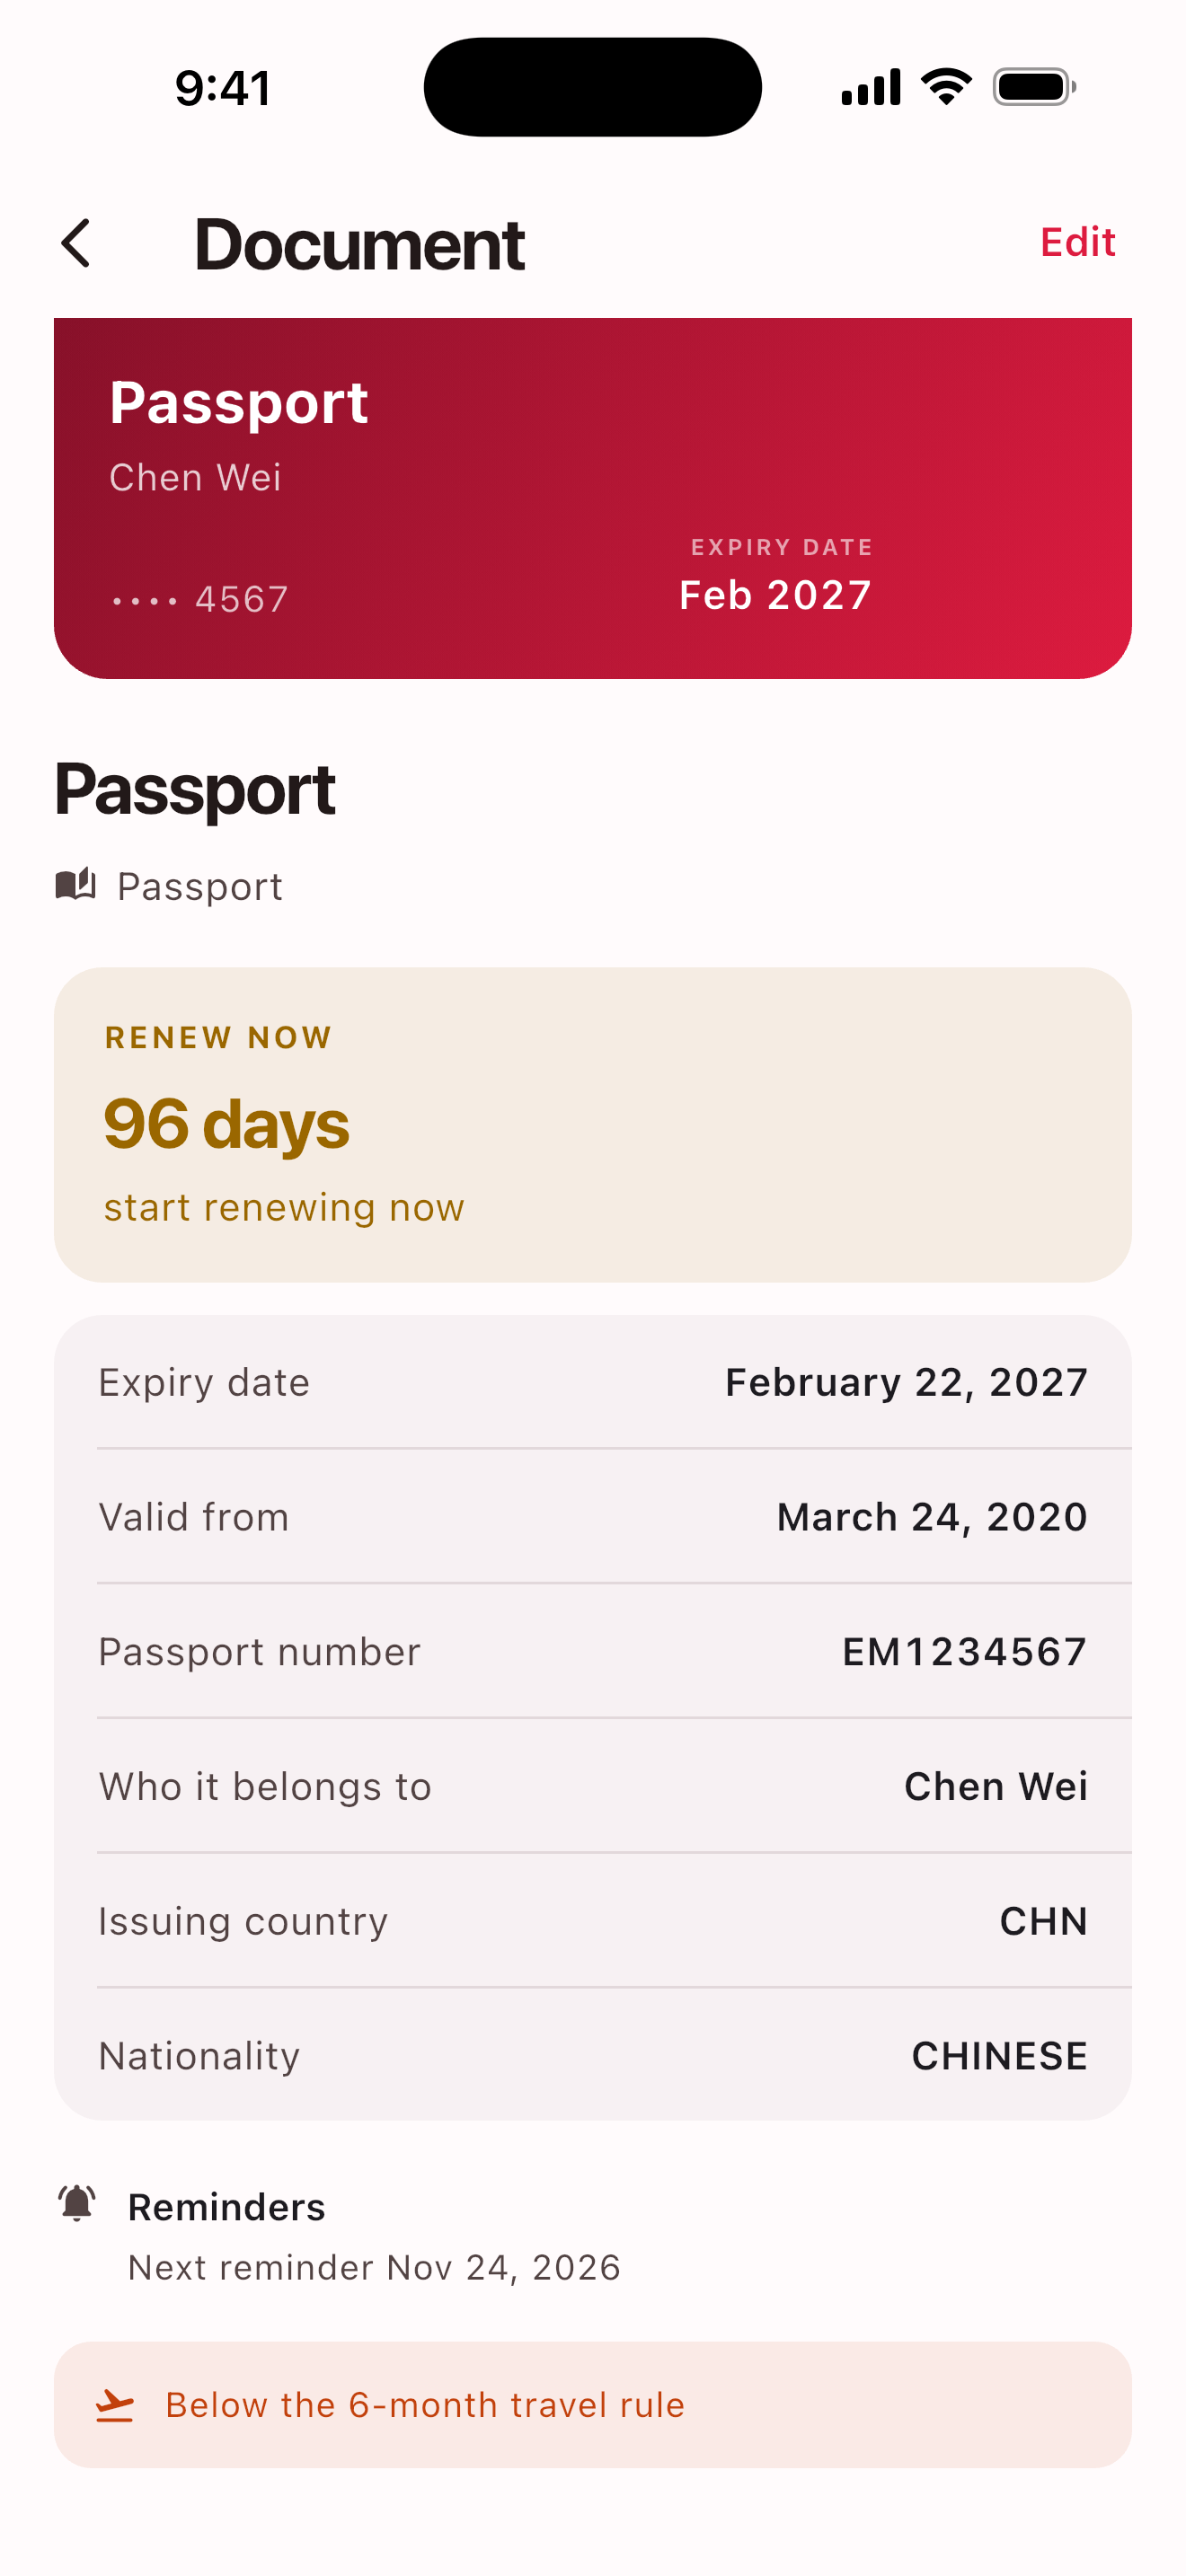 9:41
Document
Edit
Passport
Chen Wei
EXPIRY DATE
•••• 4567
Feb 2027
Passport
Passport
RENEW NOW
96 days
start renewing now
Expiry date February 22, 2027
Valid from March 24, 2020
Passport number EM1234567
Who it belongs to Chen Wei
Issuing country CHN
Nationality CHINESE
Reminders
Next reminder Nov 24, 2026
Below the 6-month travel rule